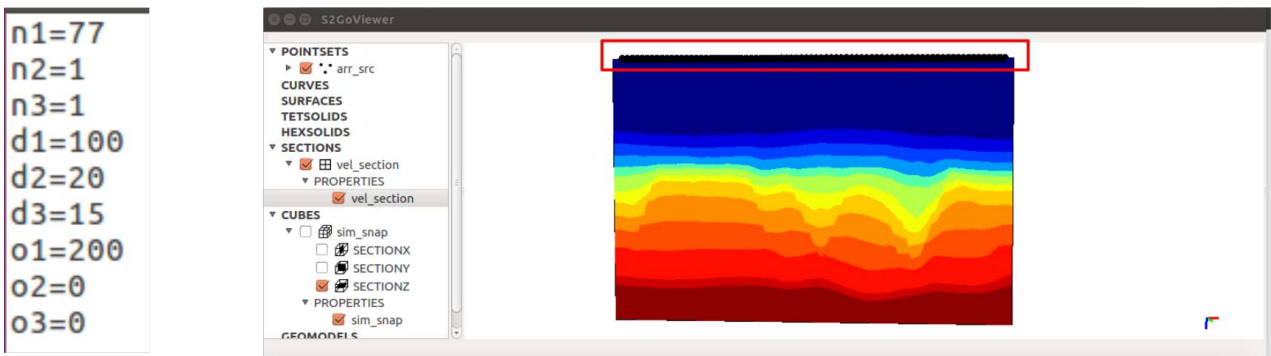 n1=77
n2=1
n3=1
d1=100
d2=20
d3=15
o1=200
o2=0
o3=0
S2GoViewer
POINTSETS
arr_src
CURVES
SURFACES
TETSOLIDS
HEXSOLIDS
SECTIONS
vel_section
PROPERTIES
vel_section
CUBES
sim_snap
SECTIONX
SECTIONY
SECTIONZ
PROPERTIES
sim_snap
GEOMODELS